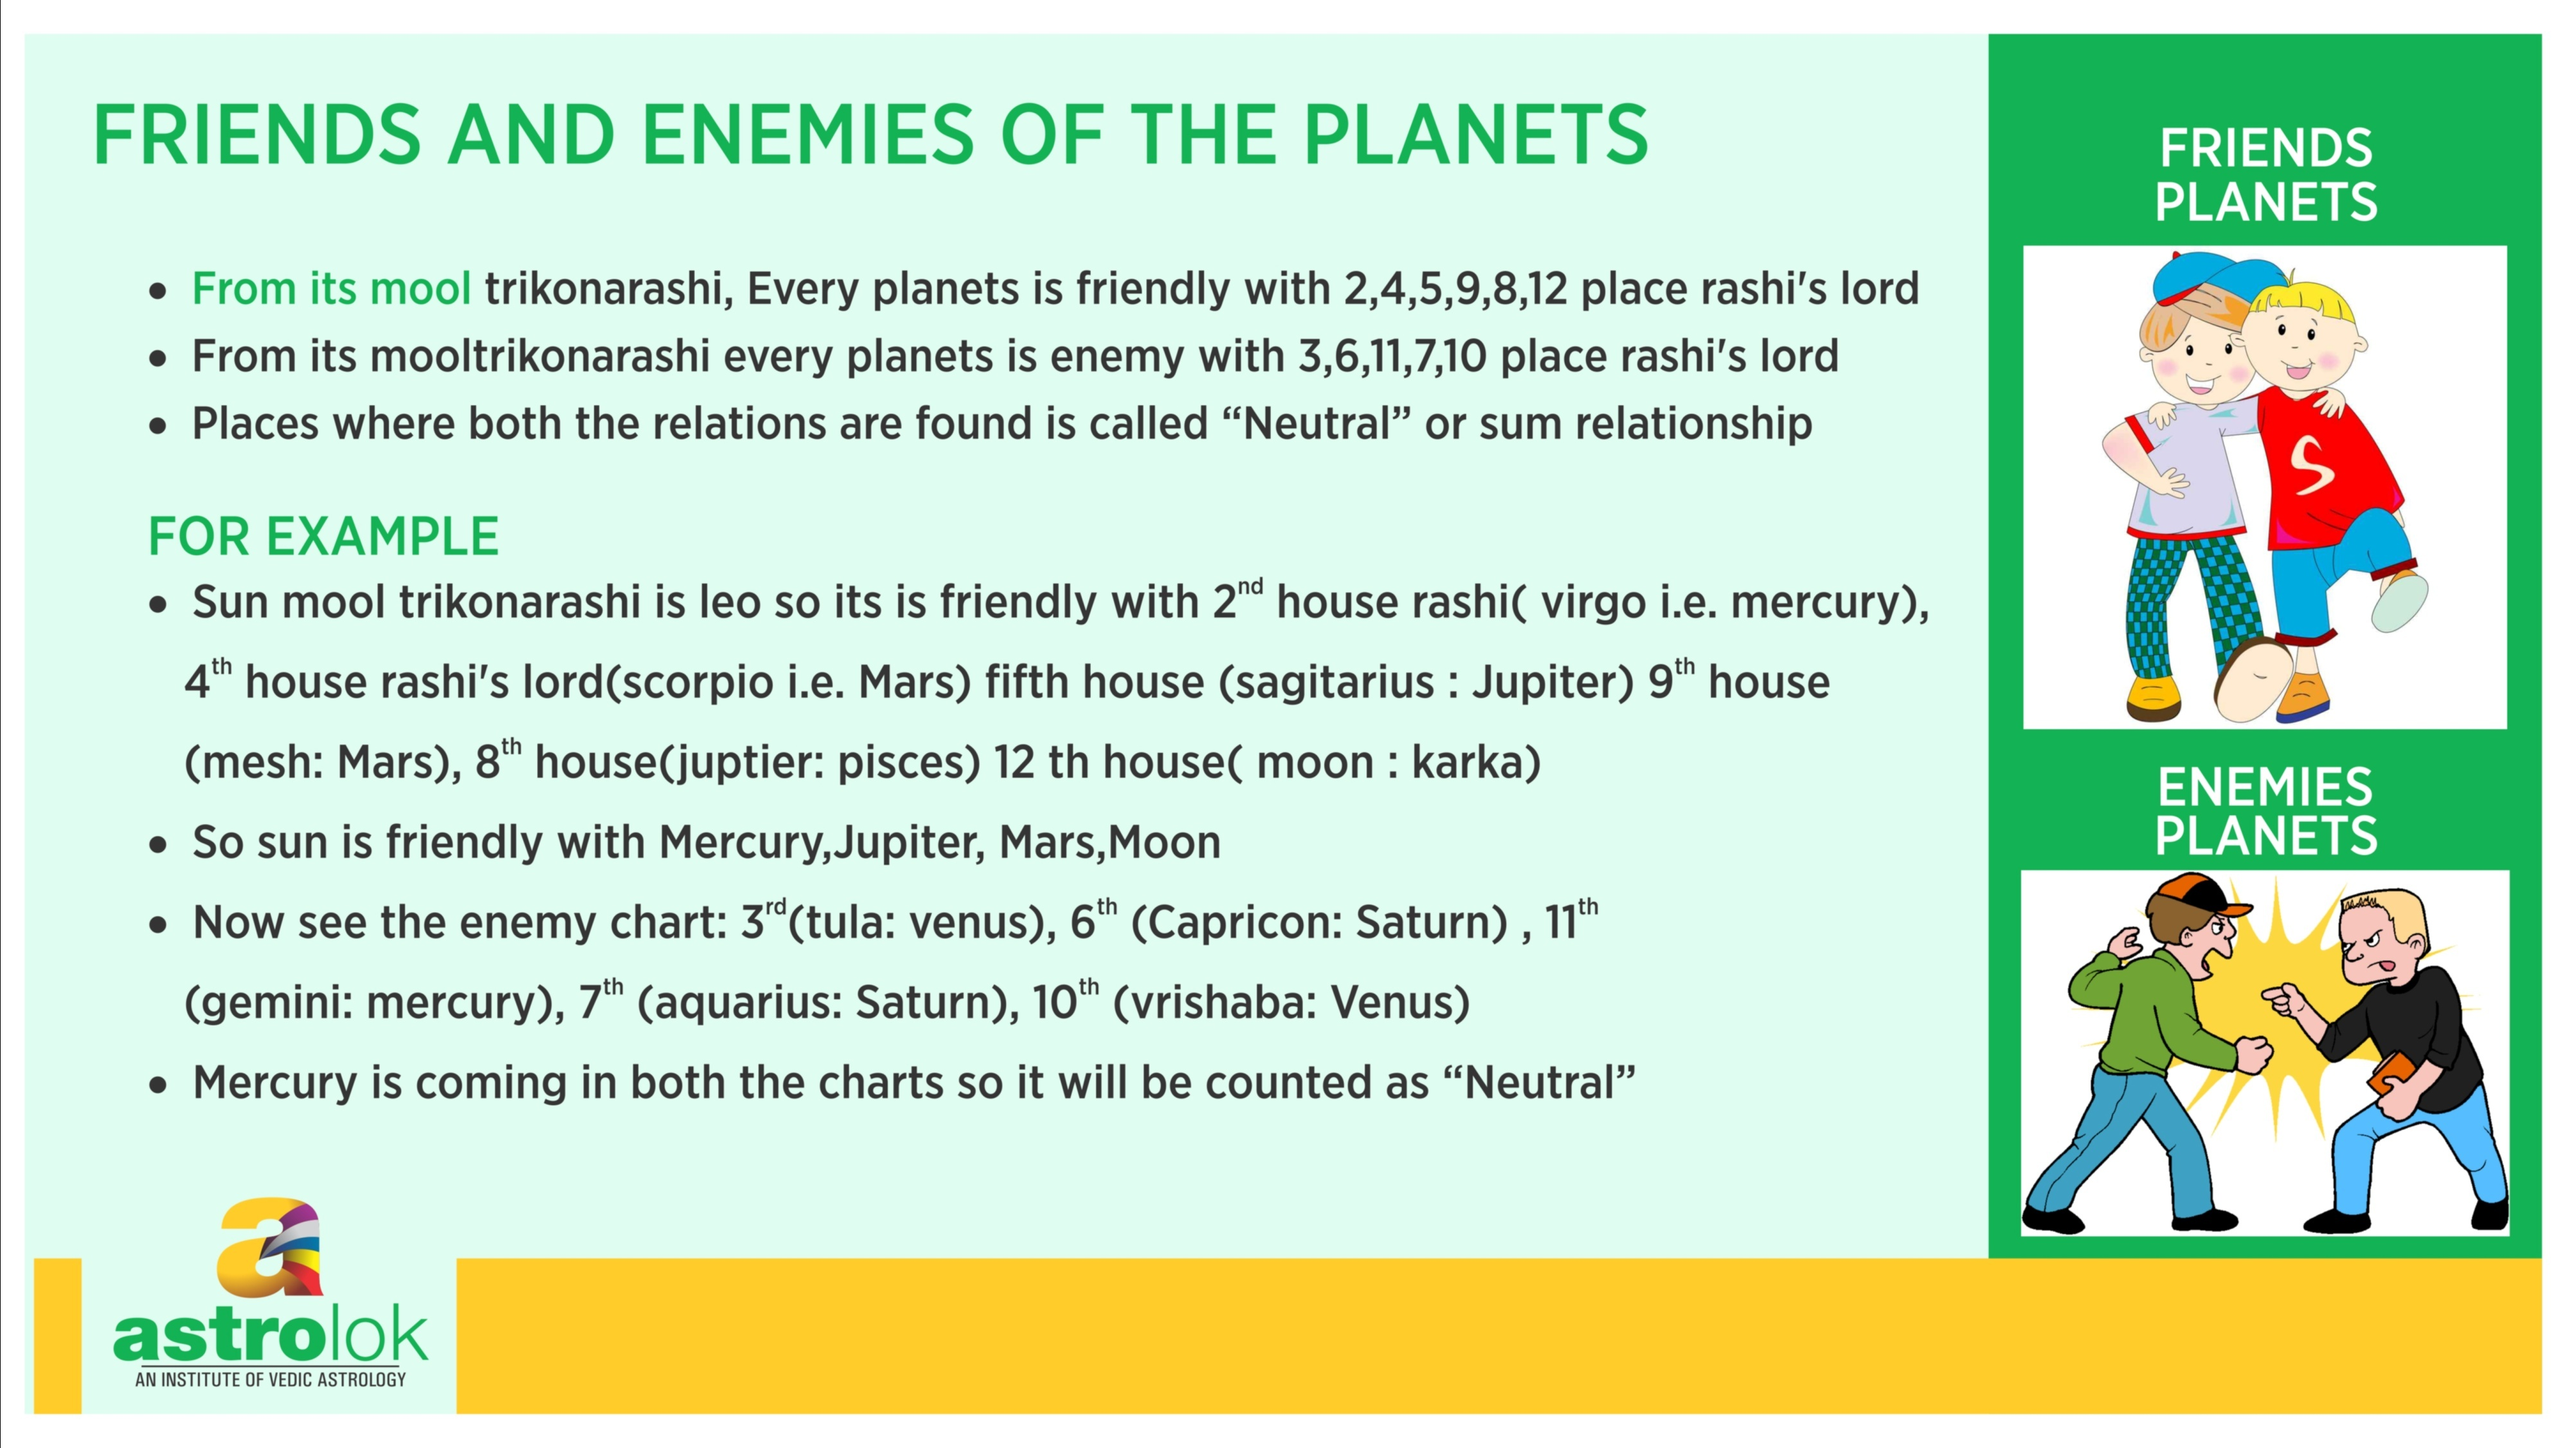 FRIENDS AND ENEMIES OF THE PLANETS
• From its mool trikonarashi, Every planets is friendly with 2,4,5,9,8,12 place rashi's lord
• From its mooltrikonarashi every planets is enemy with 3,6,11,7,10 place rashi's lord
• Places where both the relations are found is called “Neutral” or sum relationship
FOR EXAMPLE
• Sun mool trikonarashi is leo so its is friendly with 2nd house rashi( virgo i.e. mercury),
4th house rashi's lord(scorpio i.e. Mars) fifth house (sagitarius : Jupiter) 9th house
(mesh: Mars), 8th house(juptier: pisces) 12 th house( moon : karka)
• So sun is friendly with Mercury,Jupiter, Mars,Moon
• Now see the enemy chart: 3rd(tula: venus), 6th (Capricon: Saturn) , 11th
(gemini: mercury), 7th (aquarius: Saturn), 10th (vrishaba: Venus)
• Mercury is coming in both the charts so it will be counted as “Neutral”
FRIENDS
PLANETS
S
ENEMIES
PLANETS
a
astrolok
AN INSTITUTE OF VEDIC ASTROLOGY